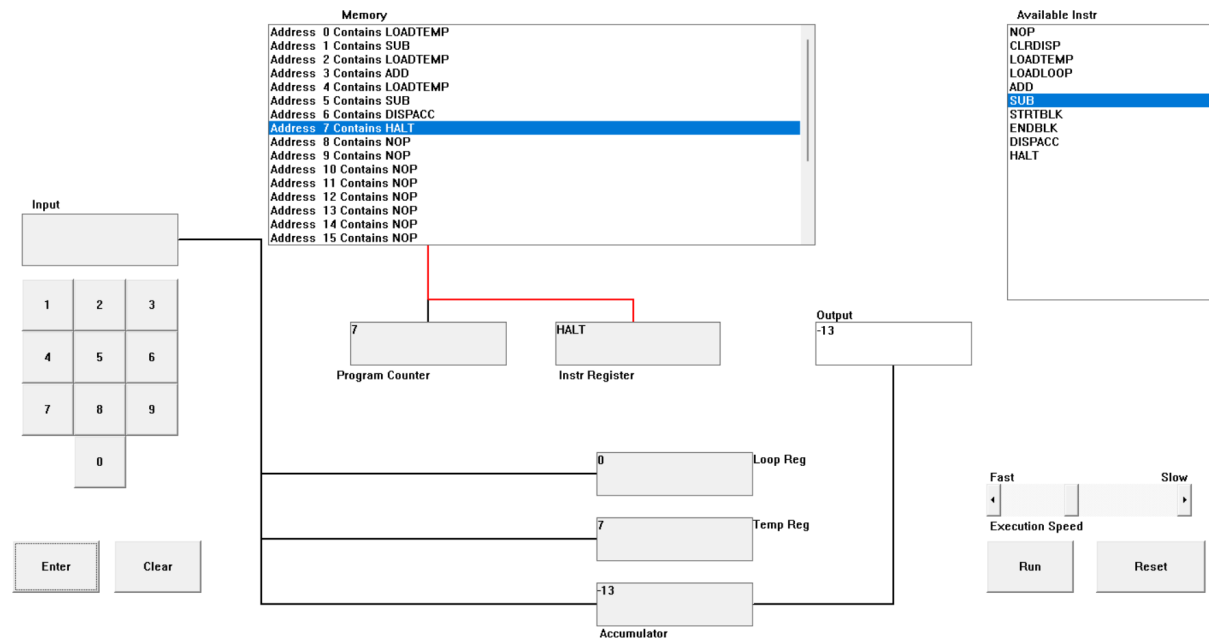 Memory
Address 0 Contains LOADTEMP
Address 1 Contains SUB
Address 2 Contains LOADTEMP
Address 3 Contains ADD
Address 4 Contains LOADTEMP
Address 5 Contains SUB
Address 6 Contains DISPACC
Address 7 Contains HALT
Address 8 Contains NOP
Address 9 Contains NOP
Address 10 Contains NOP
Address 11 Contains NOP
Address 12 Contains NOP
Address 13 Contains NOP
Address 14 Contains NOP
Address 15 Contains NOP
Available Instr
NOP
CLRDISP
LOADTEMP
LOADLOOP
ADD
SUB
STRTBLK
ENDBLK
DISPACC
HALT
Input
1 2 3
4 5 6
7 8 9
0
Enter Clear
7
Program Counter
HALT
Instr Register
Output
-13
0
Loop Reg
7
Temp Reg
-13
Accumulator
Fast Slow
Execution Speed
Run Reset